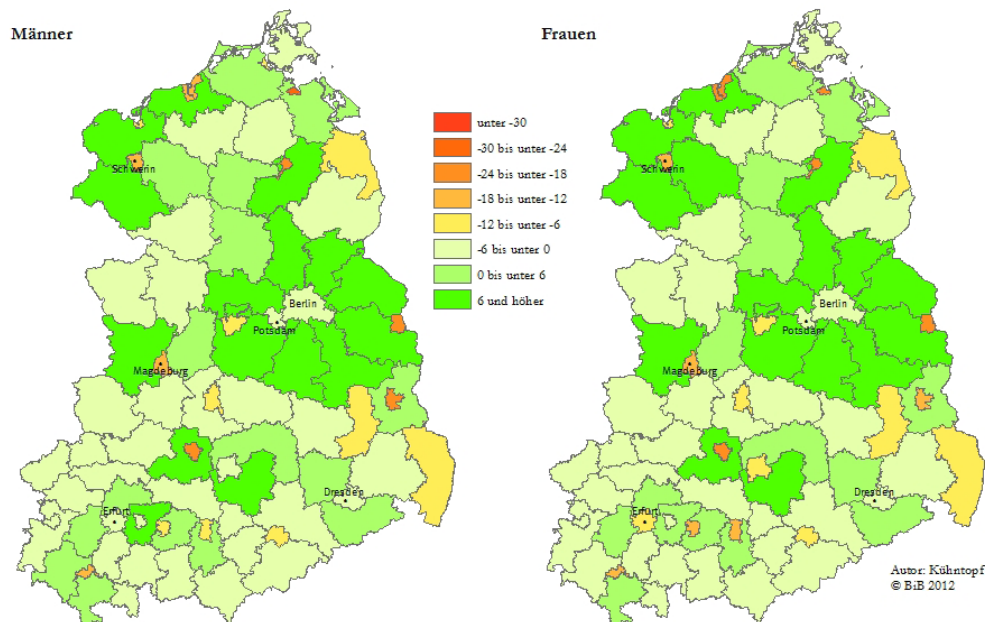 Männer
Frauen
unter -30
-30 bis unter -24
-24 bis unter -18
-18 bis unter -12
-12 bis unter -6
-6 bis unter 0
0 bis unter 6
6 und höher
Schwerin
Berlin
Potsdam
Magdeburg
Dresden
Erfurt
Schwerin
Berlin
Potsdam
Magdeburg
Dresden
Erfurt
Autor: Kühntopf
© BiB 2012